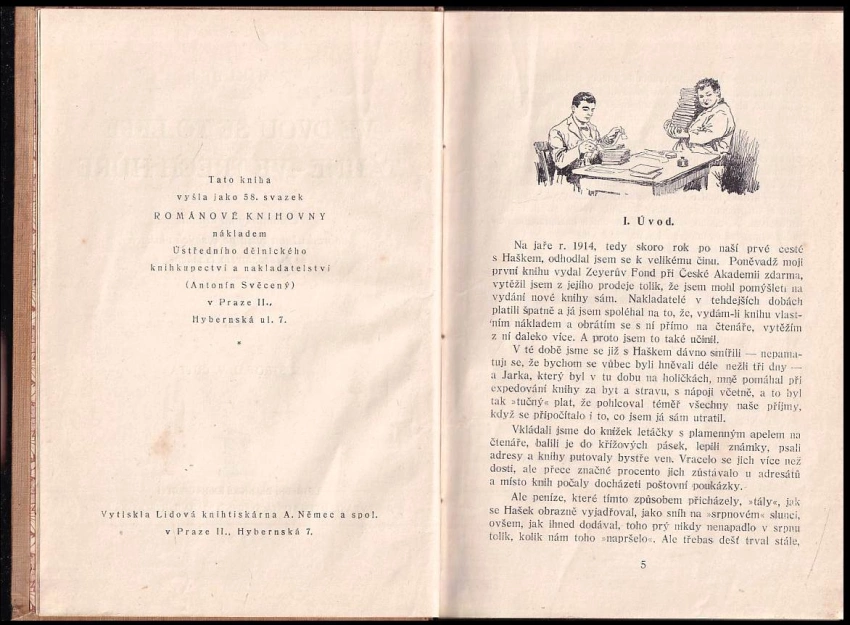 Tato kniha
vyšla jako 58. svazek
ROMÁNOVÉ KNIHOVNY
nákladem
Ústředního dělnického
knihkupectví a nakladatelství
(Antonín Svěcený)
v Praze II.,
Hybernská ul. 7.
*
Vytiskla Lidová knihtiskárna A. Němec a spol.
v Praze II., Hybernská 7.
I. Úvod.
Na jaře r. 1914, tedy skoro rok po naší prvé cestě
s Haškem, odhodlal jsem se k velikému činu. Poněvadž moji
první knihu vydal Zeyerův Fond při České Akademii zdarma,
vytěžil jsem z jejího prodeje tolik, že jsem mohl pomýšleti na
vydání nové knihy sám. Nakladatelé v tehdejších dobách
platili špatně a já jsem spoléhal na to, že, vydám-li knihu vlast-
ním nákladem a obrátím se s ní přímo na čtenáře, vytěžím
z ní daleko více. A proto jsem to také učinil.
V té době jsme se již s Haškem dávno smířili — nepama-
tuji se, že bychom se vůbec byli hněvali déle nežli tři dny —
a Jarka, který byl v tu dobu na holičkách, mně pomáhal při
expedování knihy za byt a stravu, s nápoji včetně, a to byl
tak »tučný« plat, že pohlcoval téměř všechny naše příjmy,
když se připočítalo i to, co jsem já sám utratil.
Vkládali jsme do knížek letáčky s plamenným apelem na
čtenáře, balili je do křížových pásek, lepili známky, psali
adresy a knihy putovaly bystře ven. Vracelo se jich více než
dosti, ale přece značné procento jich zůstávalo u adresátů
a místo knih počaly docházeti poštovní poukázky.
Ale peníze, které tímto způsobem přicházely, »tály«, jak
se Hašek obrazně vyjadřoval, jako sníh na »srpnovém« slunci,
ovšem, jak ihned dodával, toho prý nikdy nenapadlo v srpnu
tolik, kolik nám toho »napršelo«. Ale třebas dešť trval stále,
5